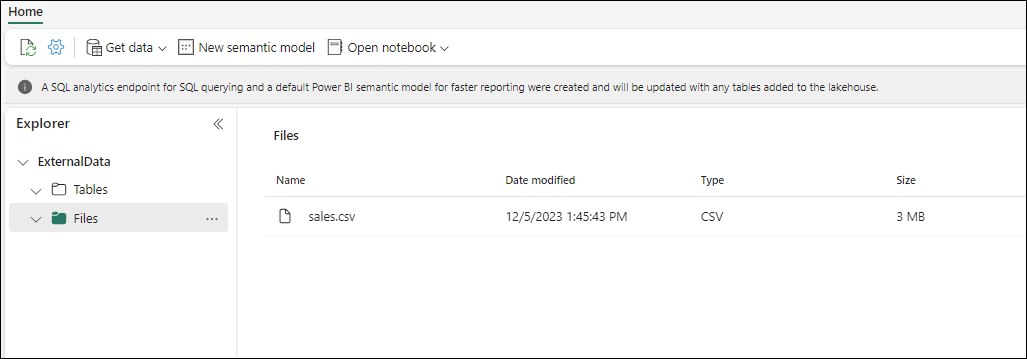 Home
Get data New semantic model Open notebook
A SQL analytics endpoint for SQL querying and a default Power BI semantic model for faster reporting were created and will be updated with any tables added to the lakehouse.
Explorer
ExternalData
Tables
Files ...
Files
Name Date modified Type Size
sales.csv 12/5/2023 1:45:43 PM CSV 3 MB